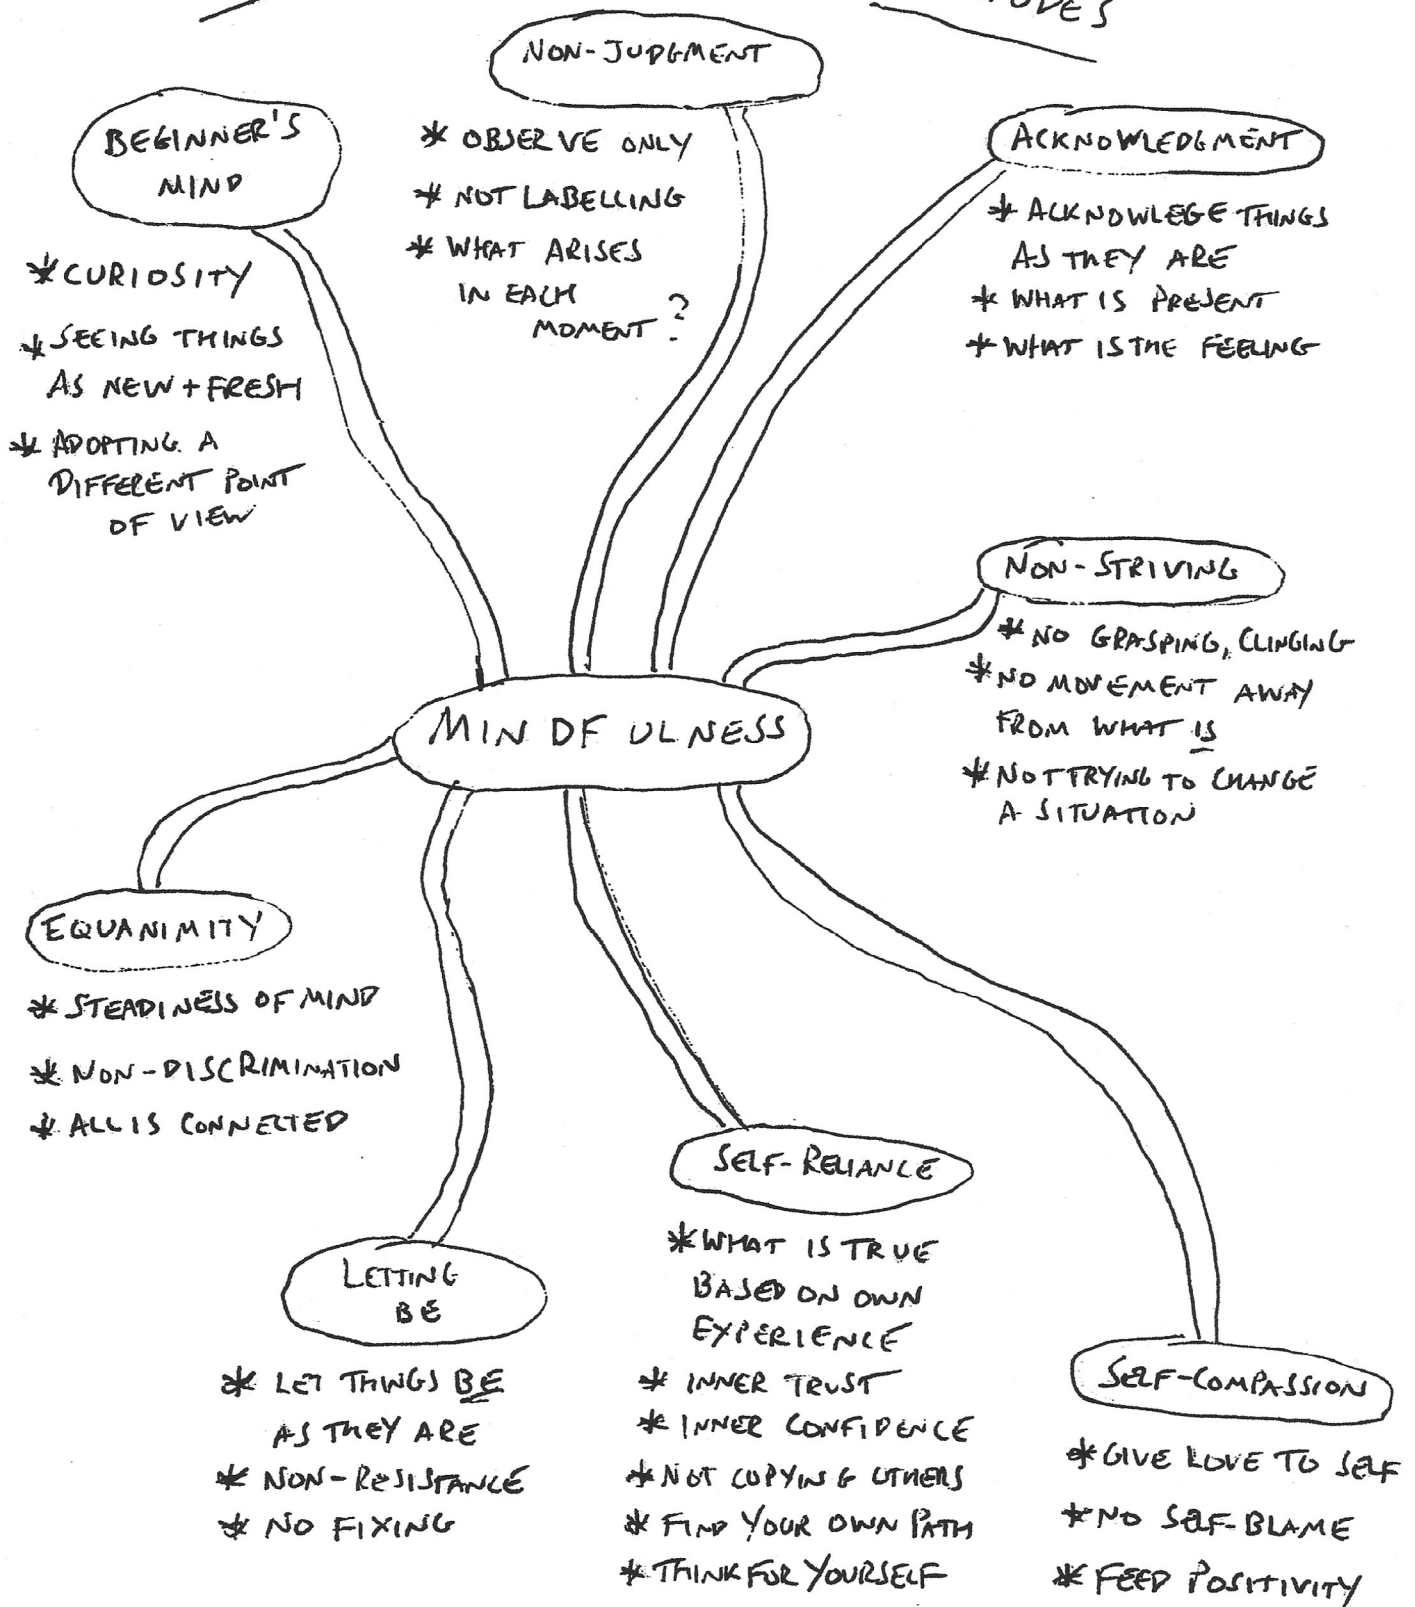 NON-JUDGMENT
* OBSERVE ONLY
* NOT LABELLING
* WHAT ARISES
IN EACH
MOMENT?
BEGINNER'S
MIND
* CURIOSITY
* SEEING THINGS
AS NEW + FRESH
* ADOPTING A
DIFFERENT POINT
OF VIEW
ACKNOWLEDGMENT
* ACKNOWLEGE THINGS
AS THEY ARE
* WHAT IS PRESENT
* WHAT IS THE FEELING
NON-STRIVING
* NO GRASPING, CLINGING
* NO MOVEMENT AWAY
FROM WHAT IS
* NOT TRYING TO CHANGE
A SITUATION
MINDFULNESS
EQUANIMITY
* STEADINESS OF MIND
* NON-DISCRIMINATION
* ALL IS CONNECTED
LETTING
BE
* LET THINGS BE
AS THEY ARE
* NON-RESISTANCE
* NO FIXING
SELF-RELIANCE
* WHAT IS TRUE
BASED ON OWN
EXPERIENCE
* INNER TRUST
* INNER CONFIDENCE
* NOT COPYING OTHERS
* FIND YOUR OWN PATH
* THINK FOR YOURSELF
SELF-COMPASSION
* GIVE LOVE TO SELF
* NO SELF-BLAME
* FEED POSITIVITY